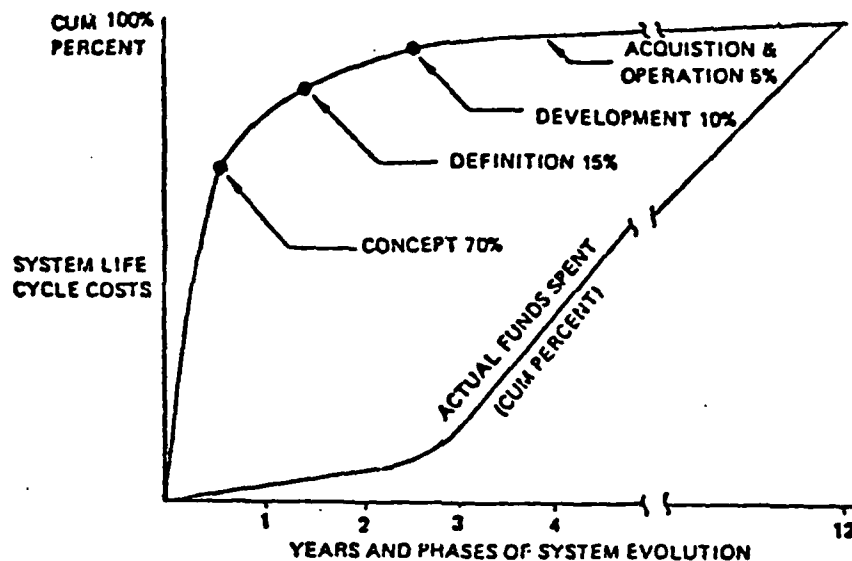 CUM 100%
PERCENT
ACQUISTION &
OPERATION 5%
DEVELOPMENT 10%
DEFINITION 15%
CONCEPT 70%
SYSTEM LIFE
CYCLE COSTS
ACTUAL FUNDS SPENT
(CUM PERCENT)
1 2 3 4 12
YEARS AND PHASES OF SYSTEM EVOLUTION